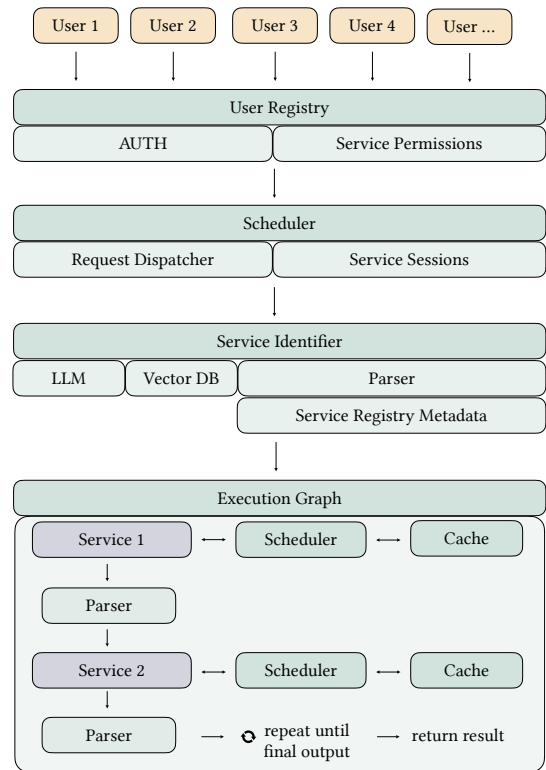 User 1 User 2 User 3 User 4 User ...
User Registry
AUTH Service Permissions
Scheduler
Request Dispatcher Service Sessions
Service Identifier
LLM Vector DB Parser
Service Registry Metadata
Execution Graph
Service 1 Scheduler Cache
Parser
Service 2 Scheduler Cache
Parser repeat until return result
final output